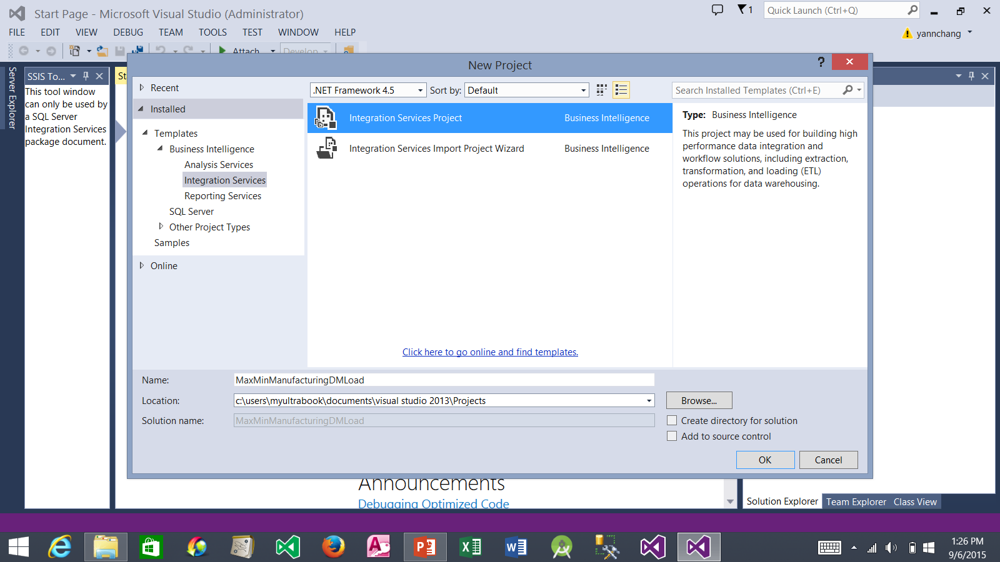 Start Page - Microsoft Visual Studio (Administrator)
1
Quick Launch (Ctrl+Q)
FILE EDIT VIEW DEBUG TEAM TOOLS TEST WINDOW HELP
yannchang
Attach
Develop
Server Explorer
SSIS To...
This tool window
can only be used by
a SQL Server
Integration Services
package document.
St
New Project
?
Recent
Installed
Templates
Business Intelligence
Analysis Services
Integration Services
Reporting Services
SQL Server
Other Project Types
Samples
Online
.NET Framework 4.5
Sort by: Default
Search Installed Templates (Ctrl+E)
Integration Services Project Business Intelligence
Integration Services Import Project Wizard Business Intelligence
Type: Business Intelligence
This project may be used for building high
performance data integration and
workflow solutions, including extraction,
transformation, and loading (ETL)
operations for data warehousing.
Click here to go online and find templates.
Name: MaxMinManufacturingDMLoad
Location: c:\users\myultrabook\documents\visual studio 2013\Projects
Browse...
Solution name: MaxMinManufacturingDMLoad
Create directory for solution
Add to source control
OK Cancel
Announcements
Debugging Optimized Code
Solution Explorer Team Explorer Class View
1:26 PM
9/6/2015